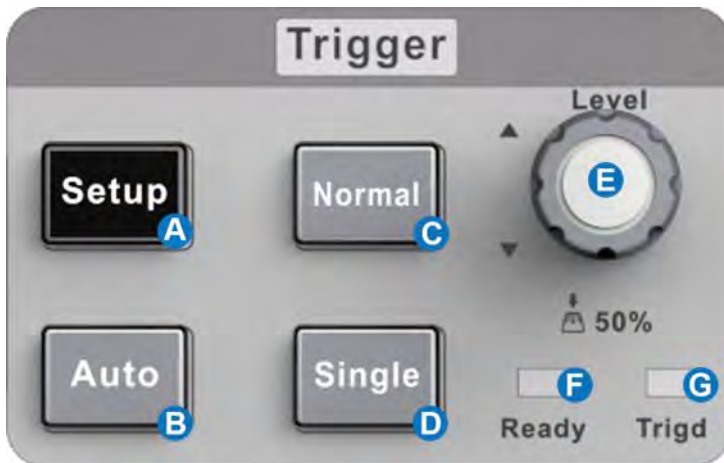 Trigger
Level
Setup
A
Normal
C
E
50%
Auto
B
Single
D
F
G
Ready
Trigd